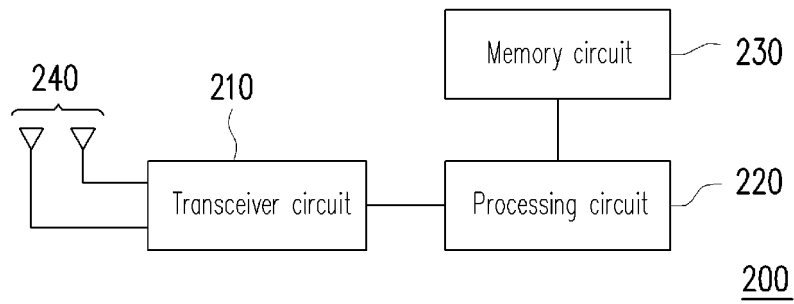 Memory circuit
230
240
210
Transceiver circuit
Processing circuit
220
200